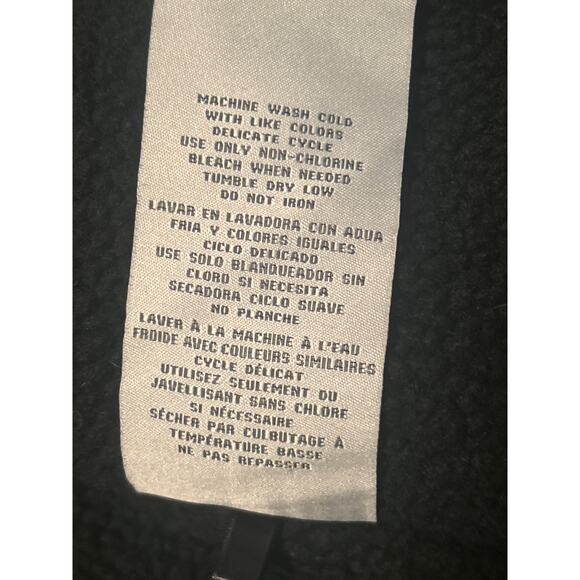 MACHINE WASH COLD
WITH LIKE COLORS
DELICATE CYCLE
USE ONLY NON-CHLORINE
BLEACH WHEN NEEDED
TUMBLE DRY LOW
DO NOT IRON
LAVAR EN LAVADORA CON AQUA
FRIA Y COLORES IGUALES
CICLO DELICADO
USE SOLO BLANQUEADOR SIN
CLORO SI NECESITA
SECADORA CICLO SUAVE
NO PLANCHE
LAVER À LA MACHINE À L'EAU
FROIDE AVEC COULEURS SIMILAIRES
CYCLE DÉLICAT
UTILISEZ SEULEMENT DU
JAVELLISANT SANS CHLORE
SI NÉCESSAIRE
SÉCHER PAR CULBUTAGE À
TEMPÉRATURE BASSE
NE PAS REPASSER